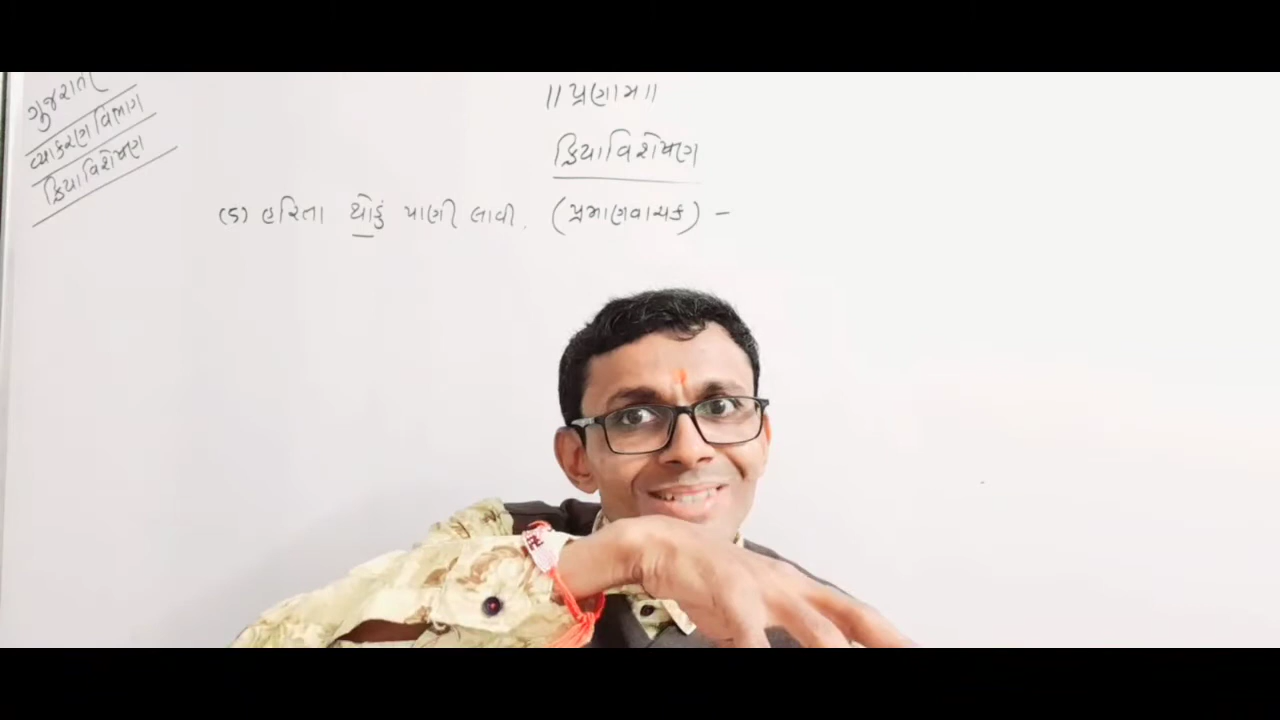 ગુજરાતી
વ્યાકરણ વિભાગ
ક્રિયાવિશેષણ
॥ પ્રણામ ॥
ક્રિયાવિશેષણ
(5) હરિતા થોડું પાણી લાવી. (પ્રમાણવાચક) –